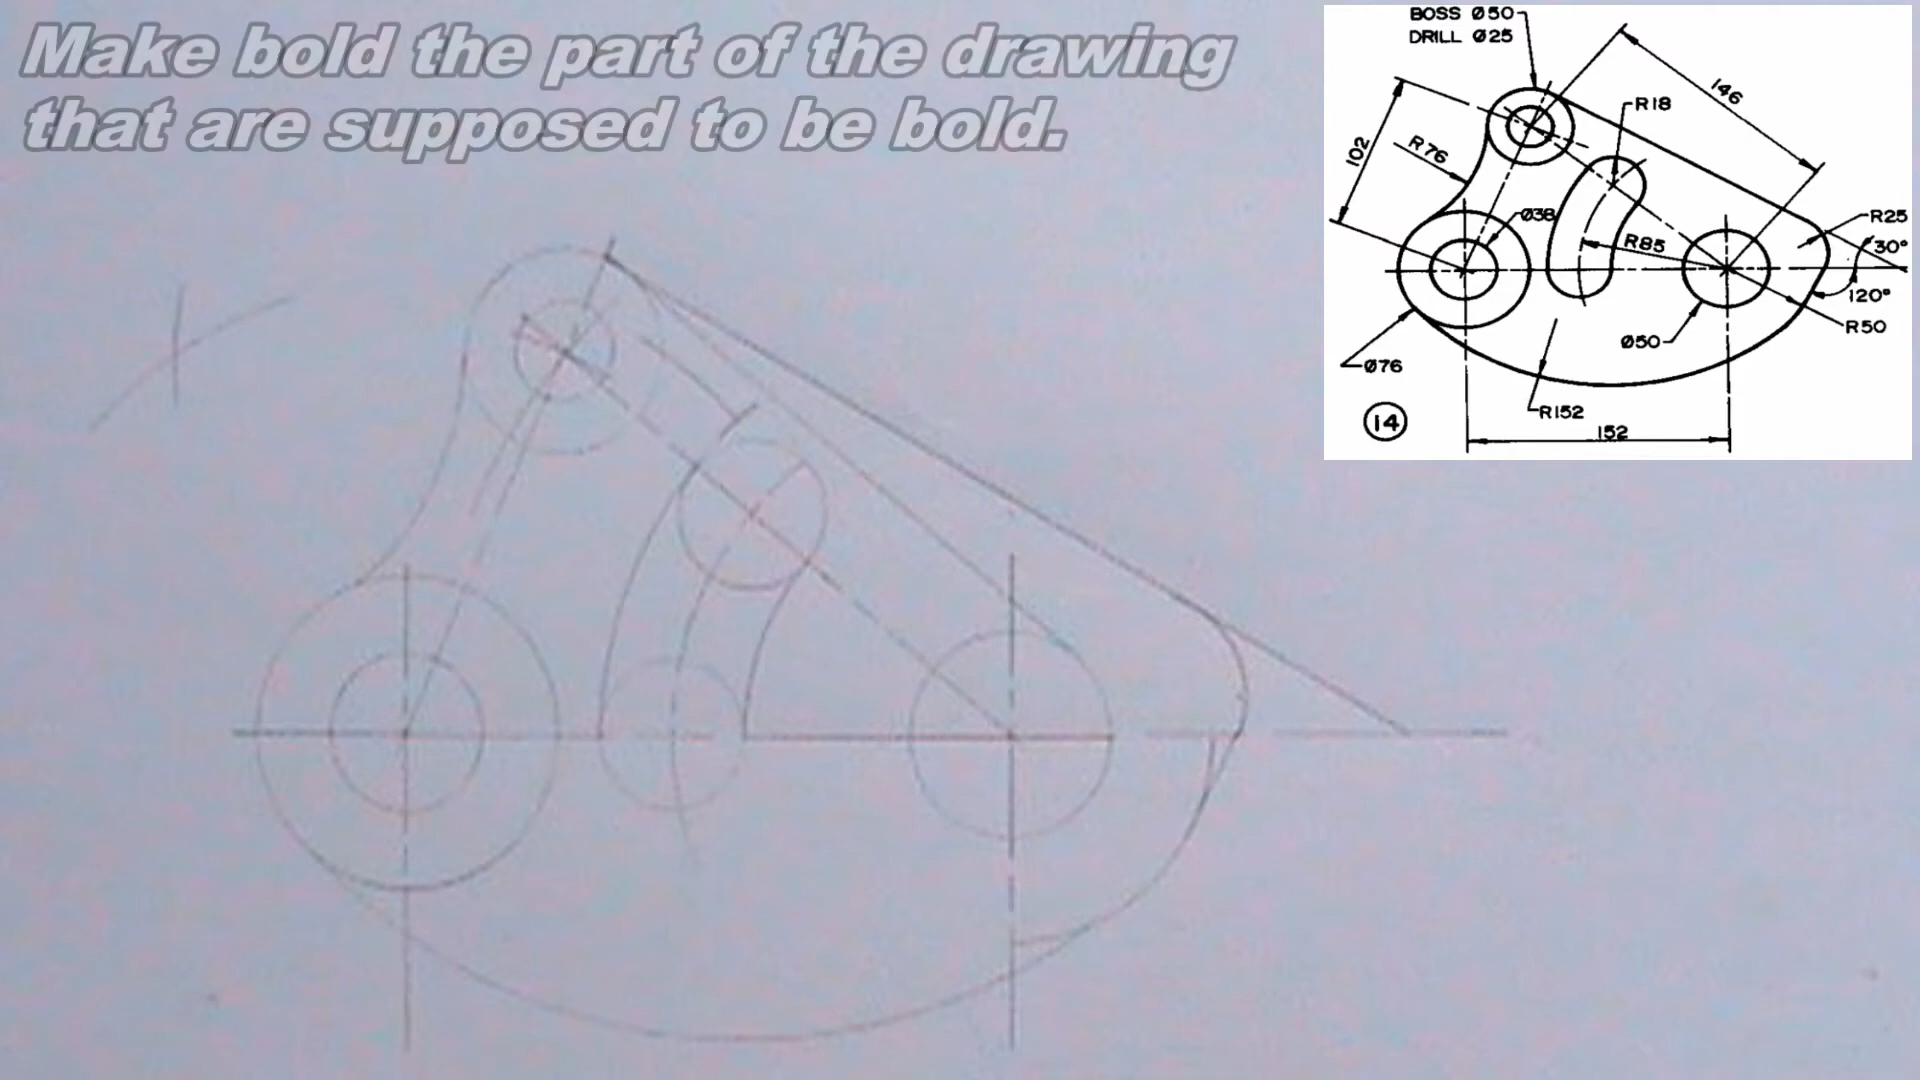 Make bold the part of the drawing
that are supposed to be bold.
BOSS Ø50
DRILL Ø25
146
R18
102
R76
Ø38
R25
R85
30°
120°
Ø50
R50
Ø76
R152
14
152